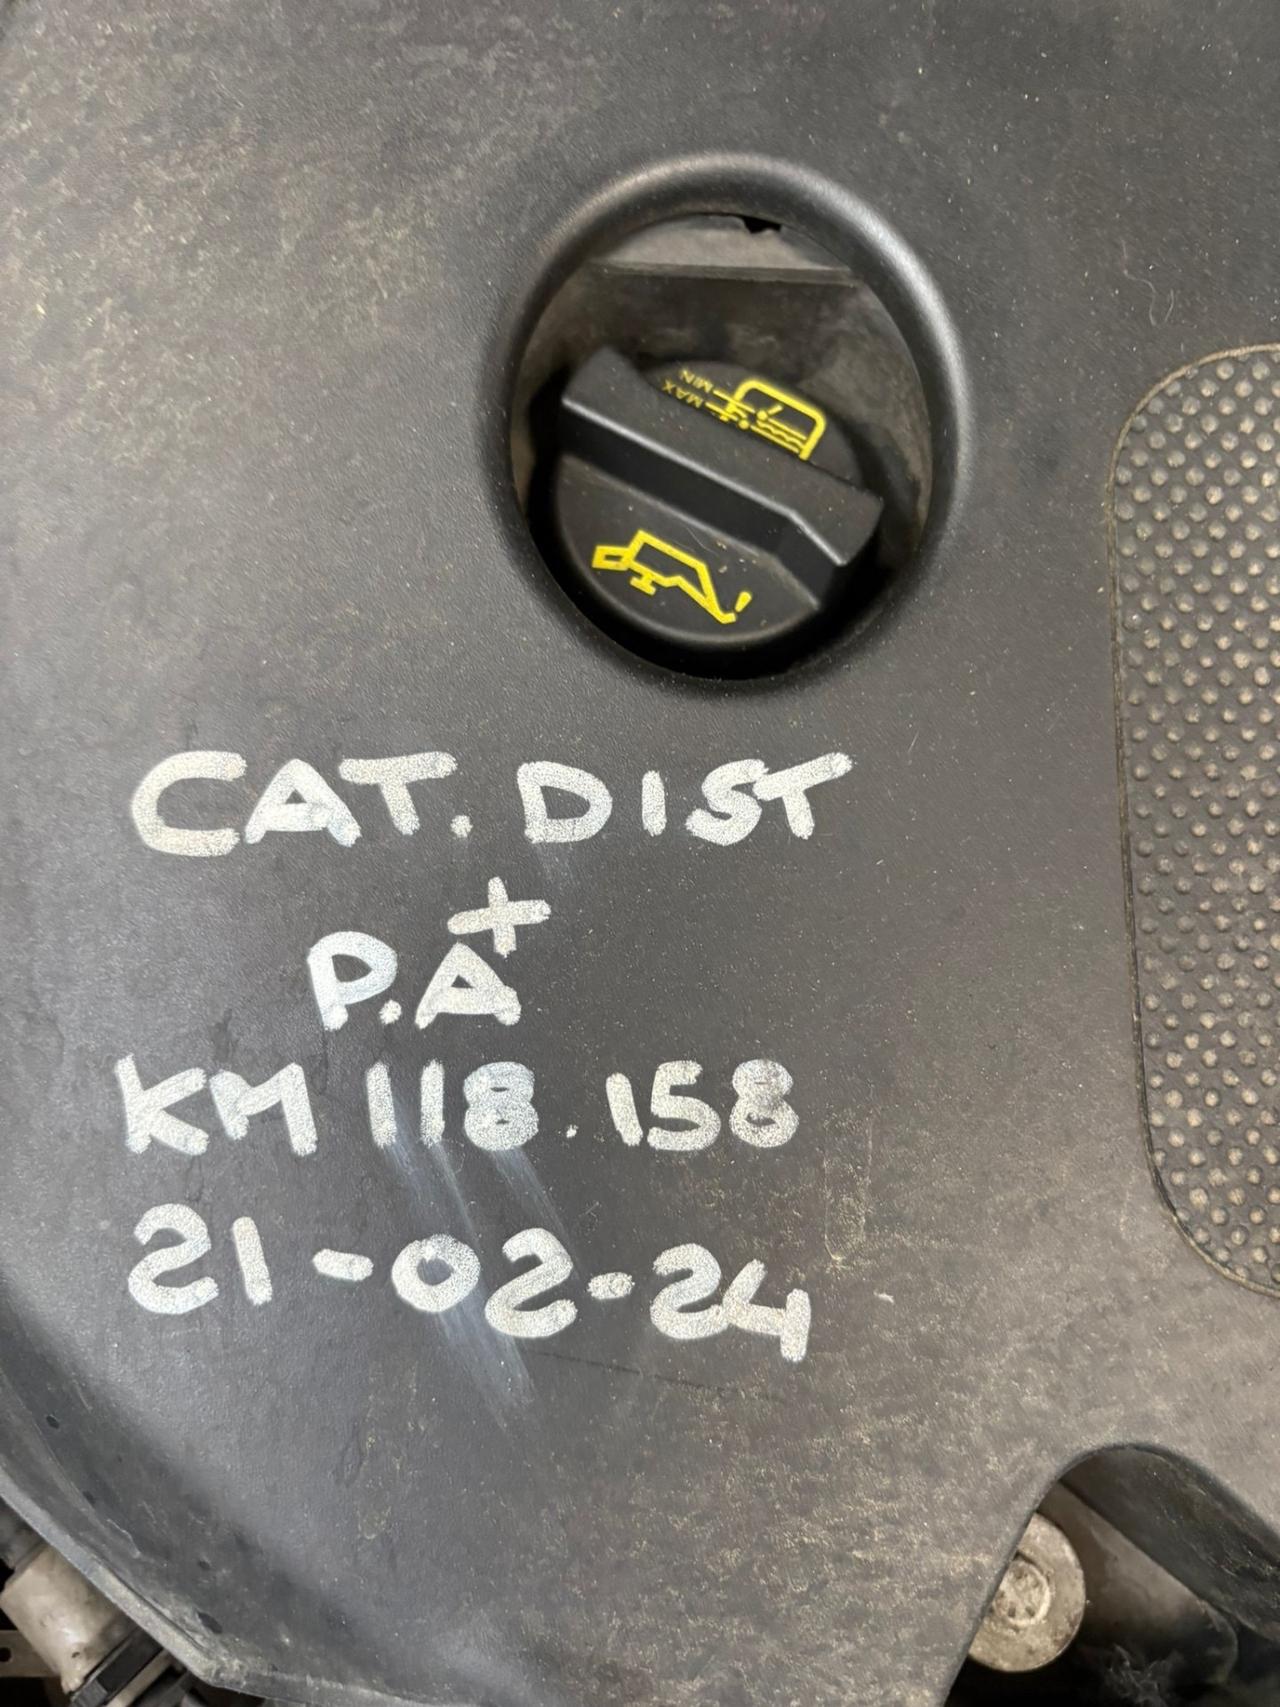 MIN
MAX
CAT. DIST
+
P.A
KM 118.158
21-02-24